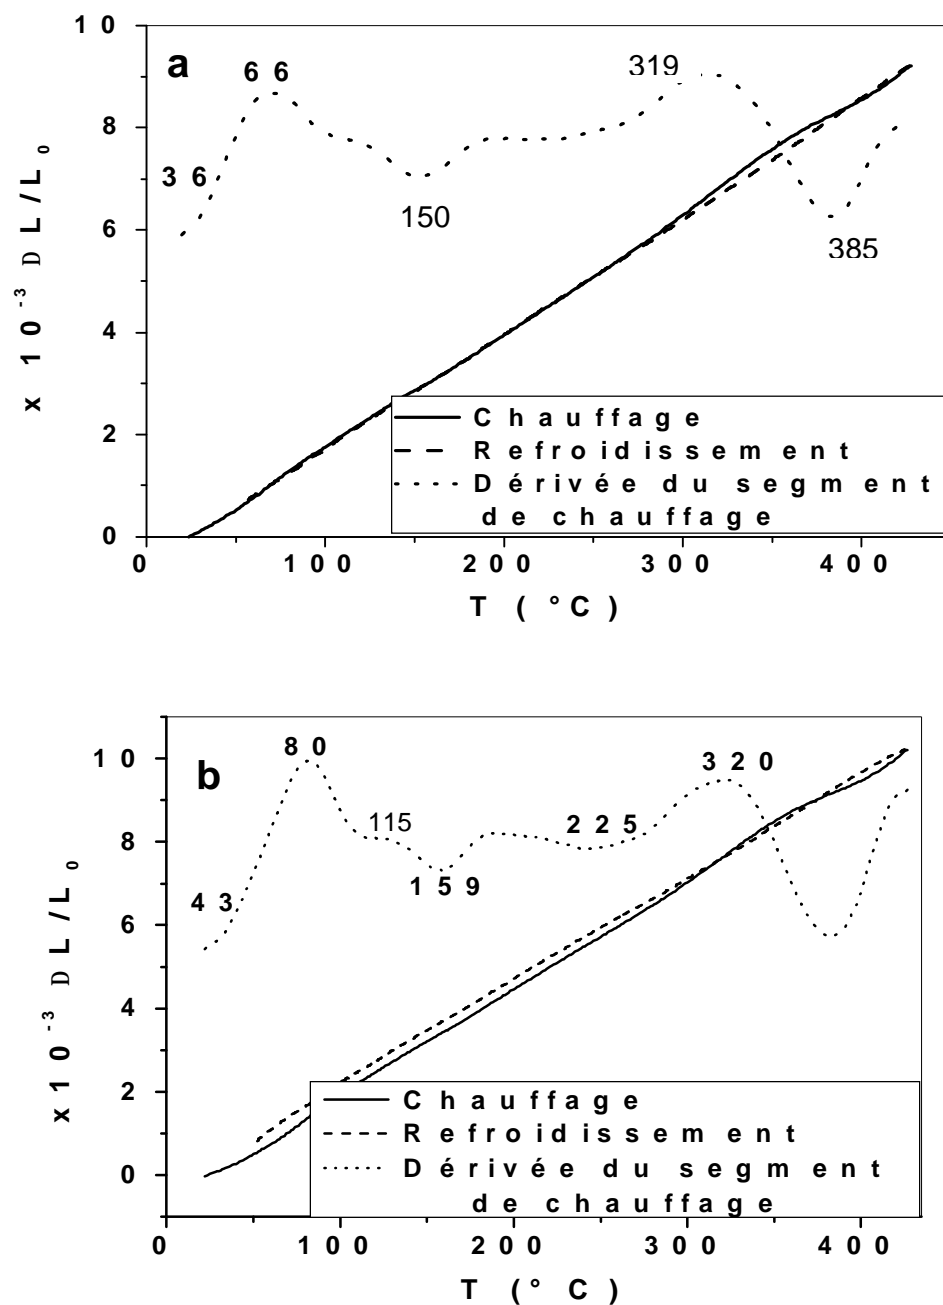 10
a
66
319
8
36
6
150
385
4
2
0
x 10⁻³ DL/L₀
Chauffage
Refroidissement
Dérivée du segment
de chauffage
0 100 200 300 400
T (°C)
b
10
80
320
115
225
8
159
43
6
4
2
0
x 10⁻³ DL/L₀
Chauffage
Refroidissement
Dérivée du segment
de chauffage
0 100 200 300 400
T (° C)